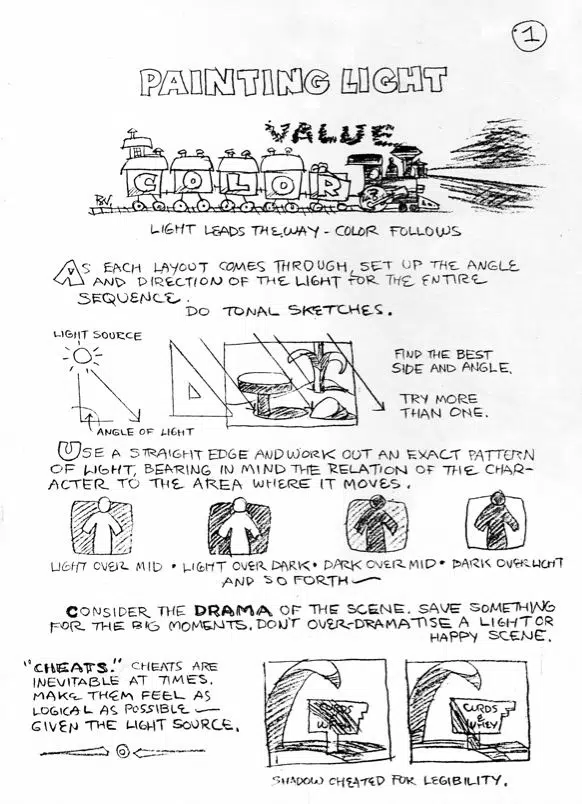 1
PAINTING LIGHT
VALUE
COLOR
B.V.
LIGHT LEADS THE WAY - COLOR FOLLOWS
AS EACH LAYOUT COMES THROUGH, SET UP THE ANGLE
AND DIRECTION OF THE LIGHT FOR THE ENTIRE
SEQUENCE.
DO TONAL SKETCHES.
LIGHT SOURCE
ANGLE OF LIGHT
FIND THE BEST
SIDE AND ANGLE.
TRY MORE
THAN ONE.
USE A STRAIGHT EDGE AND WORK OUT AN EXACT PATTERN
OF LIGHT, BEARING IN MIND THE RELATION OF THE CHAR-
ACTER TO THE AREA WHERE IT MOVES.
LIGHT OVER MID • LIGHT OVER DARK • DARK OVER MID • DARK OVER LIGHT
AND SO FORTH —
CONSIDER THE DRAMA OF THE SCENE. SAVE SOMETHING
FOR THE BIG MOMENTS. DON'T OVER-DRAMATISE A LIGHT OR
HAPPY SCENE.
"CHEATS." CHEATS ARE
INEVITABLE AT TIMES.
MAKE THEM FEEL AS
LOGICAL AS POSSIBLE —
GIVEN THE LIGHT SOURCE.
CURDS
&
WHEY
CURDS
&
WHEY
SHADOW CHEATED FOR LEGIBILITY.